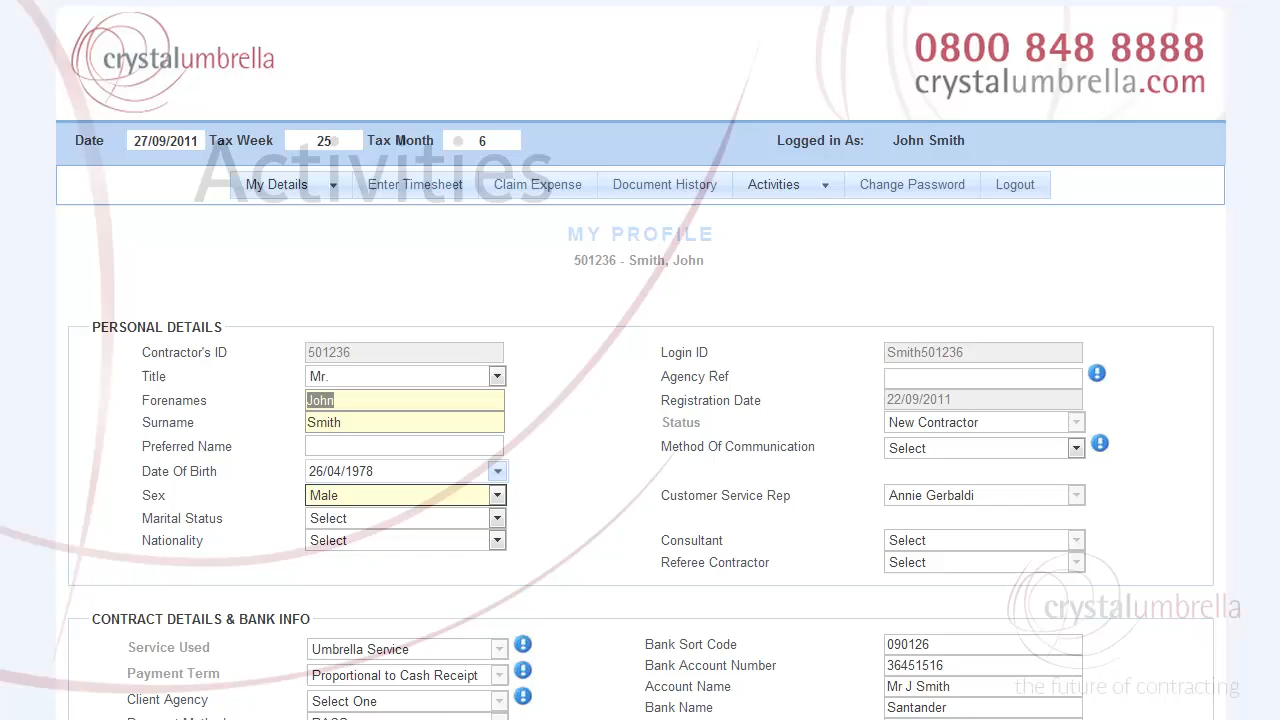 crystalumbrella
0800 848 8888
crystalumbrella.com
Date 27/09/2011 Tax Week 25 Tax Month 6 Logged in As: John Smith
Activities
My Details Enter Timesheet Claim Expense Document History Activities Change Password Logout
MY PROFILE
501236 - Smith, John
PERSONAL DETAILS
Contractor's ID 501236 Login ID Smith501236
Title Mr. Agency Ref
Forenames John Registration Date 22/09/2011
Surname Smith Status New Contractor
Preferred Name Method Of Communication Select
Date Of Birth 26/04/1978
Sex Male Customer Service Rep Annie Gerbaldi
Marital Status Select
Nationality Select Consultant Select
Referee Contractor Select
crystalumbrella
CONTRACT DETAILS & BANK INFO
Service Used Umbrella Service Bank Sort Code 090126
Payment Term Proportional to Cash Receipt Bank Account Number 36451516
Client Agency Select One Account Name Mr J Smith
the future of contracting
Bank Name Santander